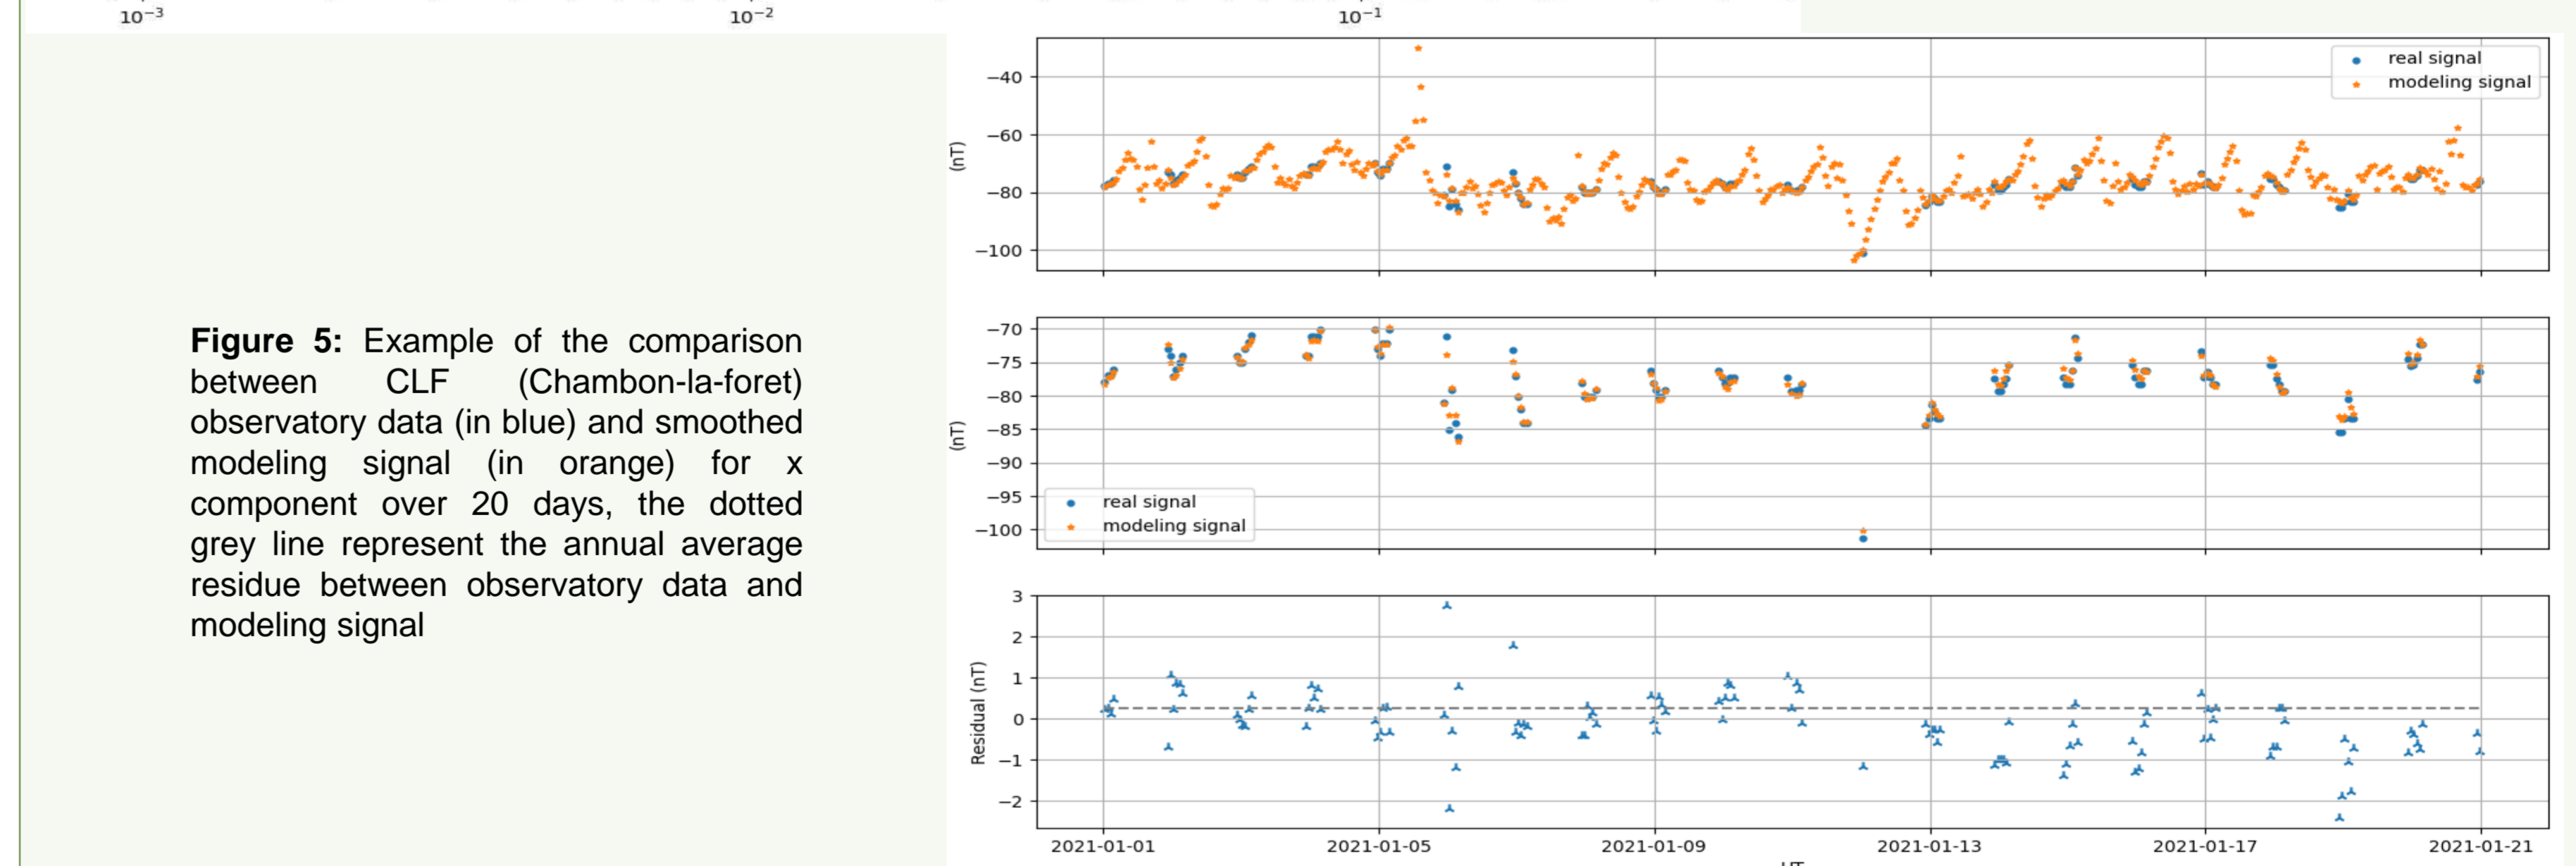 10⁻³ 10⁻² 10⁻¹
Figure 5: Example of the comparison
between CLF (Chambon-la-foret)
observatory data (in blue) and smoothed
modeling signal (in orange) for x
component over 20 days, the dotted
grey line represent the annual average
residue between observatory data and
modeling signal
−40
−60
−80
−100
(nT)
real signal
modeling signal
−70
−75
−80
−85
−90
−95
−100
(nT)
real signal
modeling signal
3
2
1
0
−1
−2
Residual (nT)
2021-01-01 2021-01-05 2021-01-09 2021-01-13 2021-01-17 2021-01-21